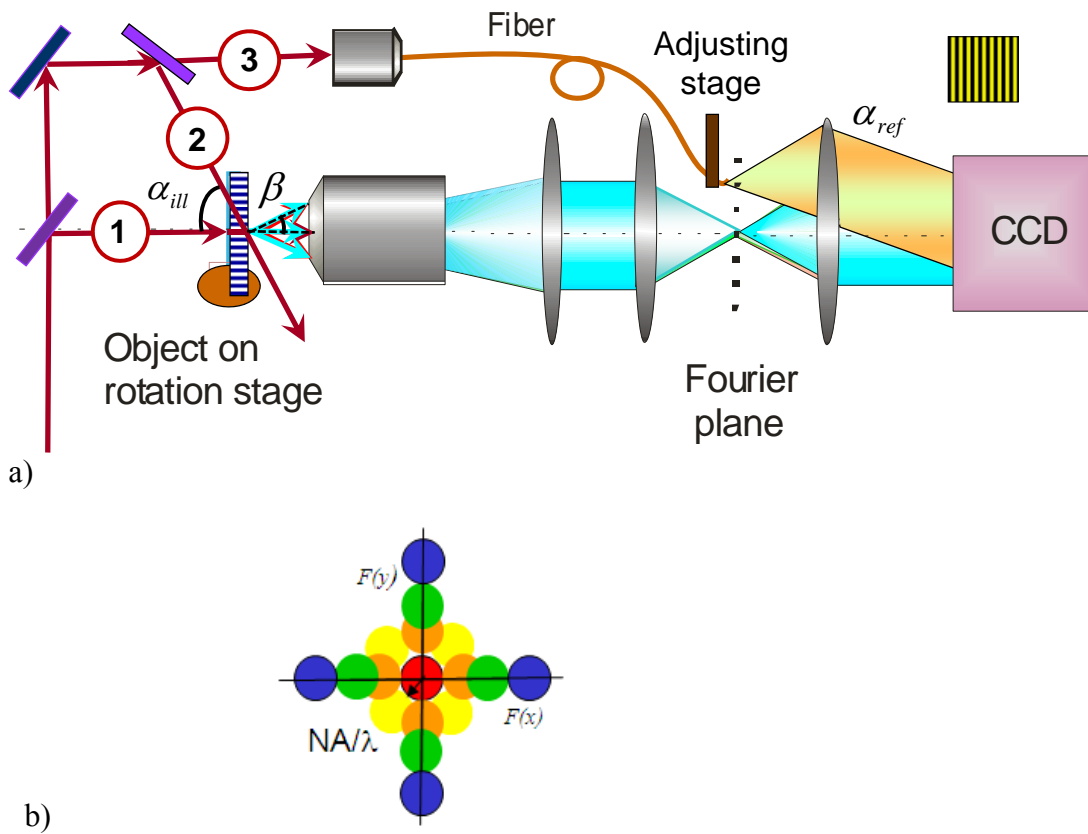 a)
Fiber
Adjusting
stage
3
2
1
α_ill
β
α_ref
CCD
Object on
rotation stage
Fourier
plane
b)
F(y)
F(x)
NA/λ